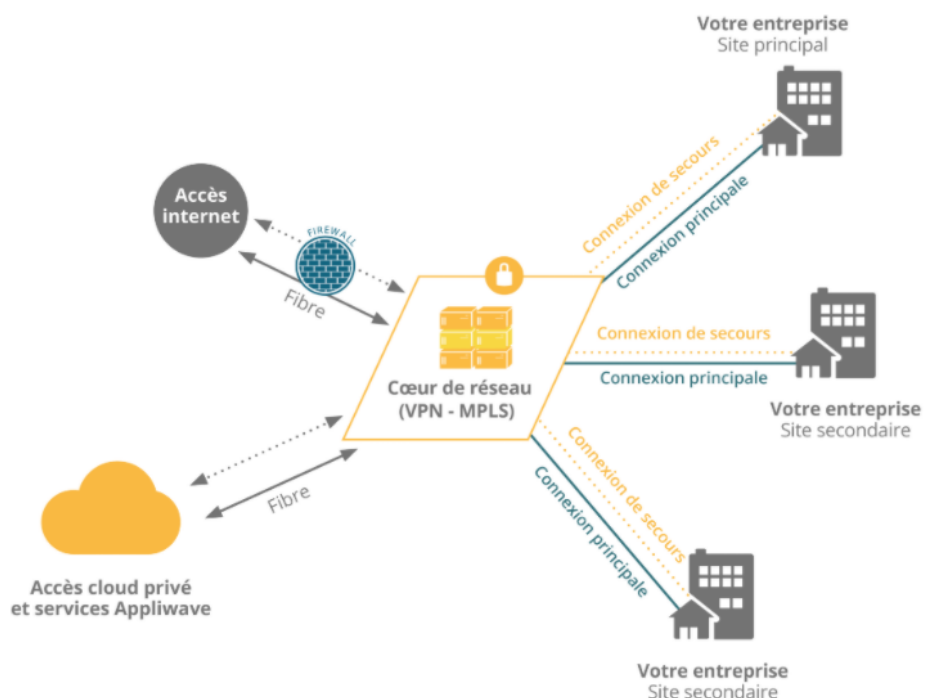 Votre entreprise
Site principal
Connexion de secours
Connexion principale
Accès
internet
FIREWALL
Fibre
Cœur de réseau
(VPN - MPLS)
Connexion de secours
Connexion principale
Votre entreprise
Site secondaire
Connexion de secours
Connexion principale
Fibre
Accès cloud privé
et services Appliwave
Votre entreprise
Site secondaire